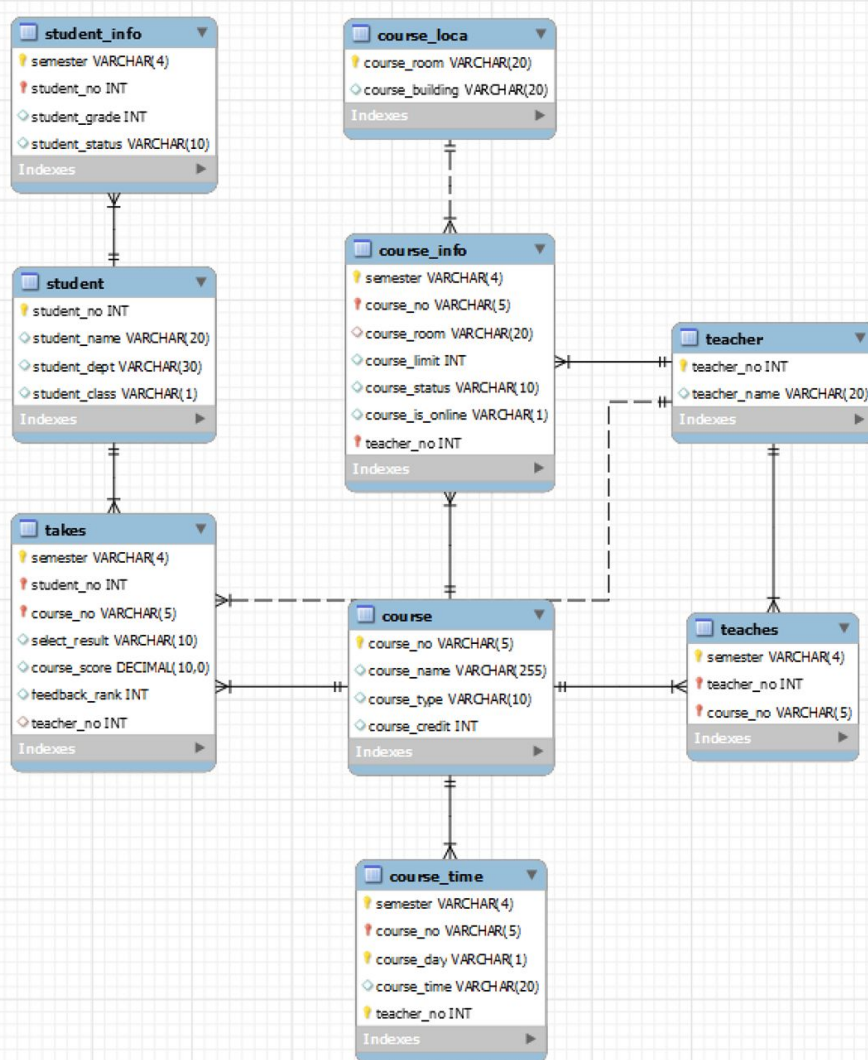 student_info
semester VARCHAR(4)
student_no INT
student_grade INT
student_status VARCHAR(10)
Indexes
course_loca
course_room VARCHAR(20)
course_building VARCHAR(20)
Indexes
student
student_no INT
student_name VARCHAR(20)
student_dept VARCHAR(30)
student_class VARCHAR(1)
Indexes
course_info
semester VARCHAR(4)
course_no VARCHAR(5)
course_room VARCHAR(20)
course_limit INT
course_status VARCHAR(10)
course_is_online VARCHAR(1)
teacher_no INT
Indexes
teacher
teacher_no INT
teacher_name VARCHAR(20)
Indexes
takes
semester VARCHAR(4)
student_no INT
course_no VARCHAR(5)
select_result VARCHAR(10)
course_score DECIMAL(10,0)
feedback_rank INT
teacher_no INT
Indexes
course
course_no VARCHAR(5)
course_name VARCHAR(255)
course_type VARCHAR(10)
course_credit INT
Indexes
teaches
semester VARCHAR(4)
teacher_no INT
course_no VARCHAR(5)
Indexes
course_time
semester VARCHAR(4)
course_no VARCHAR(5)
course_day VARCHAR(1)
course_time VARCHAR(20)
teacher_no INT
Indexes